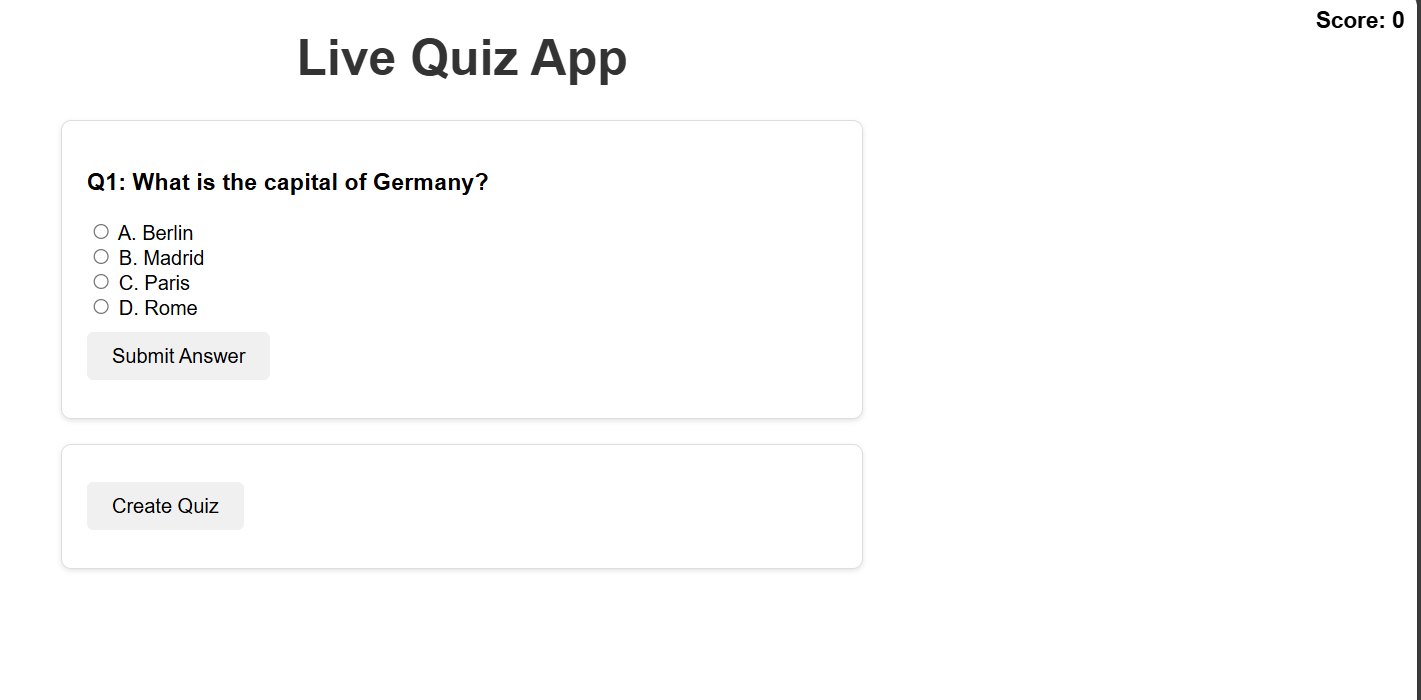 Score: 0
Live Quiz App
Q1: What is the capital of Germany?
A. Berlin
B. Madrid
C. Paris
D. Rome
Submit Answer
Create Quiz